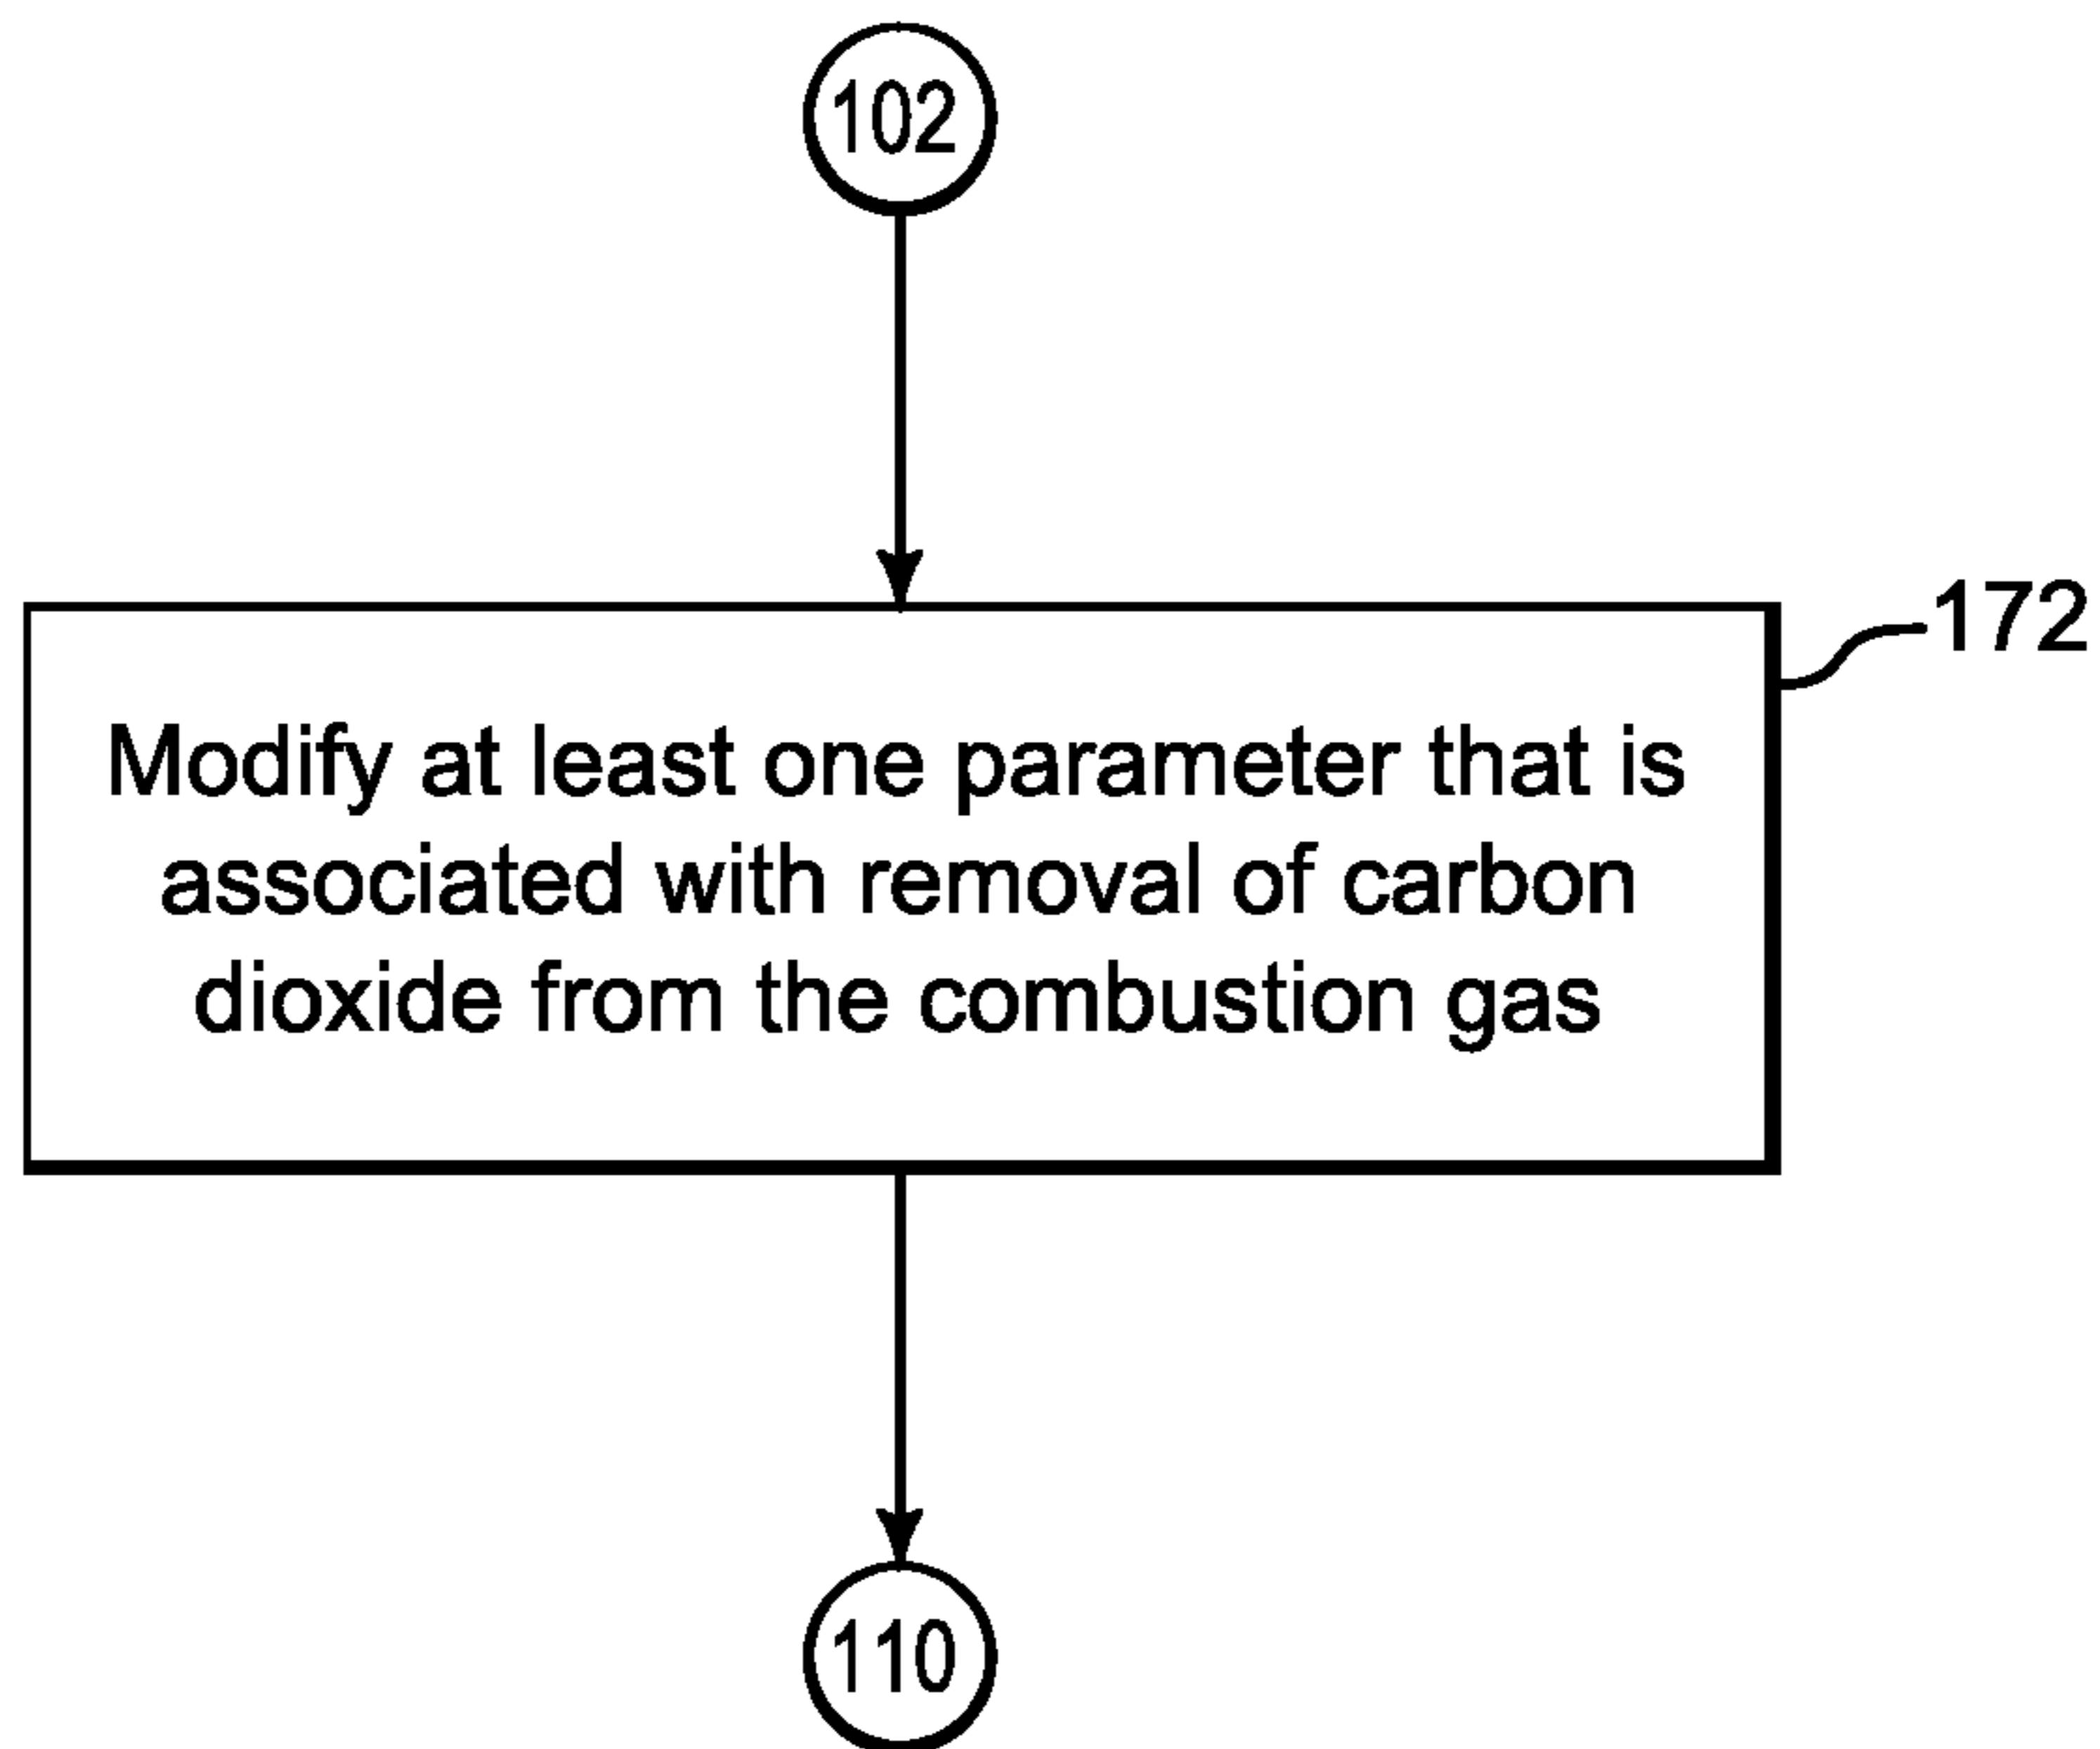 102
172
Modify at least one parameter that is
associated with removal of carbon
dioxide from the combustion gas
110